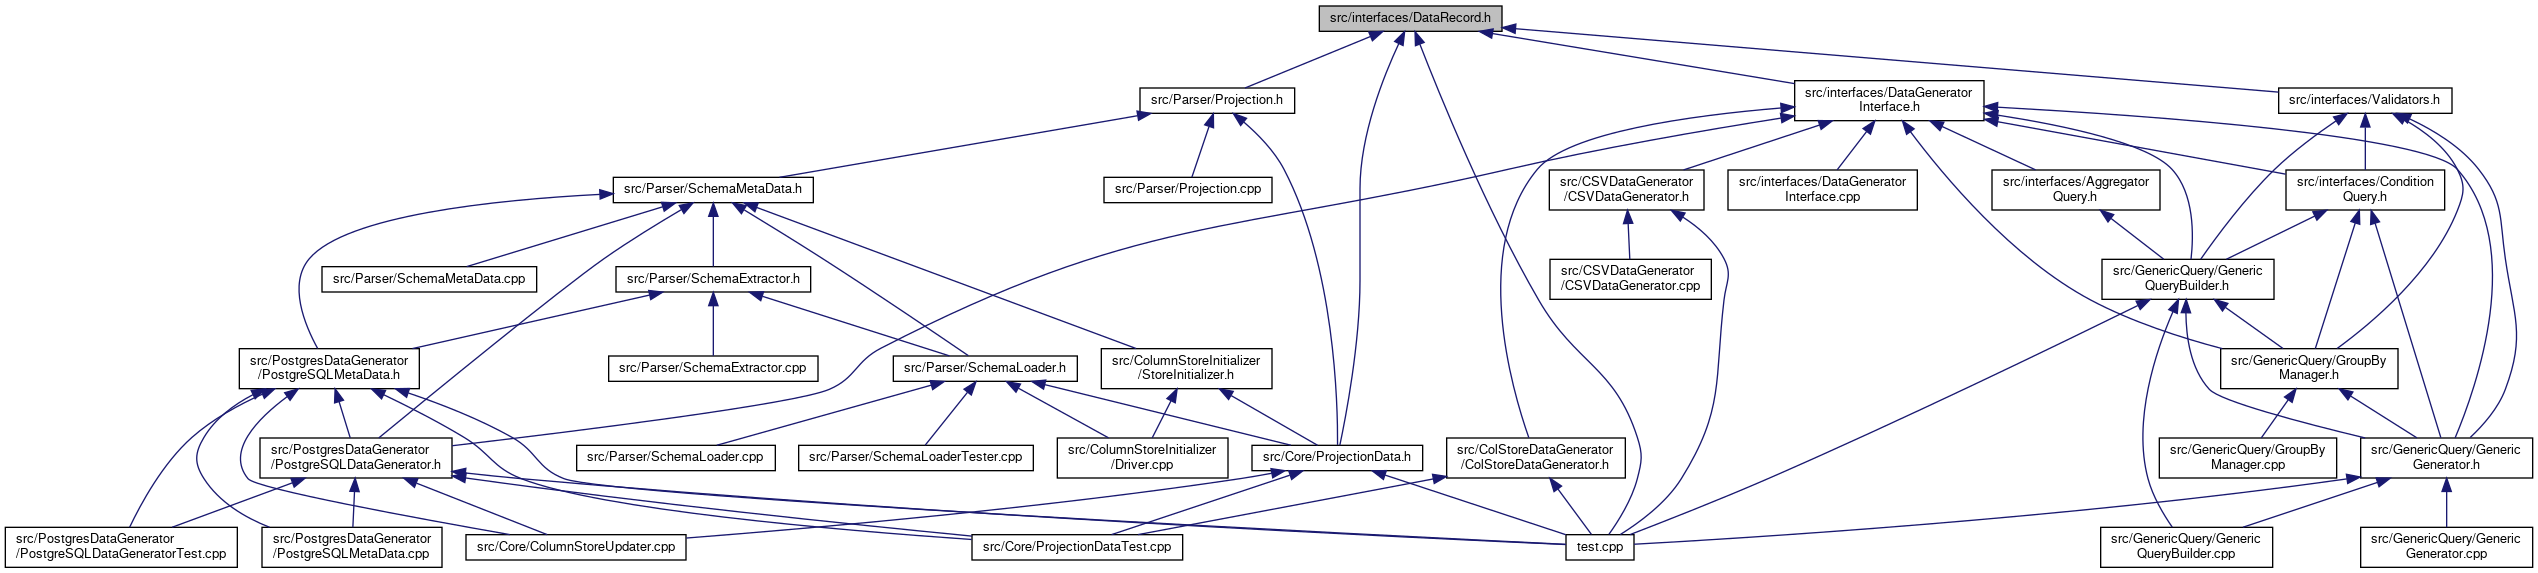 src/interfaces/DataRecord.h
src/Parser/Projection.h
src/interfaces/DataGenerator
Interface.h
src/interfaces/Validators.h
src/Parser/SchemaMetaData.h
src/Parser/Projection.cpp
src/CSVDataGenerator
/CSVDataGenerator.h
src/interfaces/DataGenerator
Interface.cpp
src/interfaces/Aggregator
Query.h
src/interfaces/Condition
Query.h
src/Parser/SchemaMetaData.cpp
src/Parser/SchemaExtractor.h
src/CSVDataGenerator
/CSVDataGenerator.cpp
src/GenericQuery/Generic
QueryBuilder.h
src/PostgresDataGenerator
/PostgreSQLMetaData.h
src/Parser/SchemaExtractor.cpp
src/Parser/SchemaLoader.h
src/ColumnStoreInitializer
/StoreInitializer.h
src/GenericQuery/GroupBy
Manager.h
src/PostgresDataGenerator
/PostgreSQLDataGenerator.h
src/Parser/SchemaLoader.cpp
src/Parser/SchemaLoaderTester.cpp
src/ColumnStoreInitializer
/Driver.cpp
src/Core/ProjectionData.h
src/ColStoreDataGenerator
/ColStoreDataGenerator.h
src/GenericQuery/GroupBy
Manager.cpp
src/GenericQuery/Generic
Generator.h
src/PostgresDataGenerator
/PostgreSQLDataGeneratorTest.cpp
src/PostgresDataGenerator
/PostgreSQLMetaData.cpp
src/Core/ColumnStoreUpdater.cpp
src/Core/ProjectionDataTest.cpp
test.cpp
src/GenericQuery/Generic
QueryBuilder.cpp
src/GenericQuery/Generic
Generator.cpp